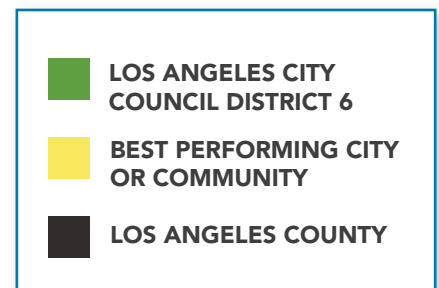 LOS ANGELES CITY
COUNCIL DISTRICT 6
BEST PERFORMING CITY
OR COMMUNITY
LOS ANGELES COUNTY